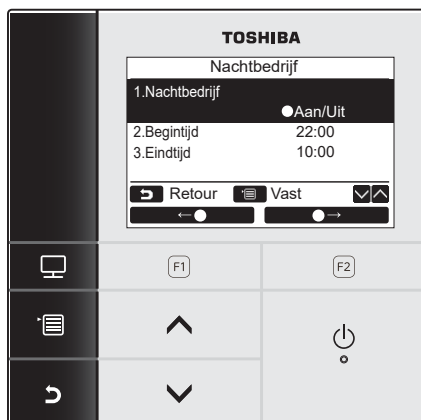 TOSHIBA
Nachtbedrijf
1.Nachtbedrijf
●Aan/Uit
2.Begintijd 22:00
3.Eindtijd 10:00
Retour Vast
←● ●→
F1 F2